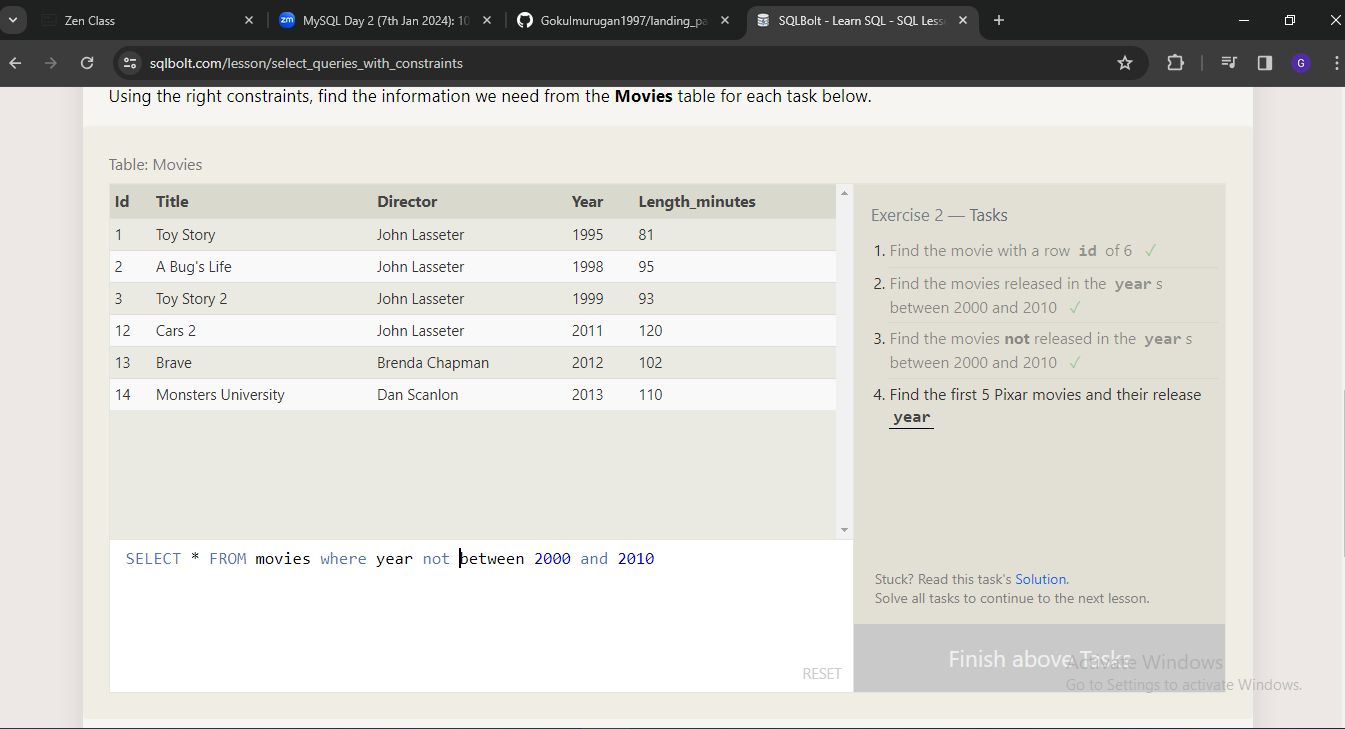 Zen Class
zm MySQL Day 2 (7th Jan 2024): 10
Gokulmurugan1997/landing_pa
SQLBolt - Learn SQL - SQL Less
sqlbolt.com/lesson/select_queries_with_constraints
G
Using the right constraints, find the information we need from the Movies table for each task below.
Table: Movies
Id Title Director Year Length_minutes
1 Toy Story John Lasseter 1995 81
2 A Bug's Life John Lasseter 1998 95
3 Toy Story 2 John Lasseter 1999 93
12 Cars 2 John Lasseter 2011 120
13 Brave Brenda Chapman 2012 102
14 Monsters University Dan Scanlon 2013 110
SELECT * FROM movies where year not between 2000 and 2010
RESET
Exercise 2 — Tasks
1. Find the movie with a row id of 6 ✓
2. Find the movies released in the year s
between 2000 and 2010 ✓
3. Find the movies not released in the year s
between 2000 and 2010 ✓
4. Find the first 5 Pixar movies and their release
year
Stuck? Read this task's Solution.
Solve all tasks to continue to the next lesson.
Finish above Tasks
Activate Windows
Go to Settings to activate Windows.